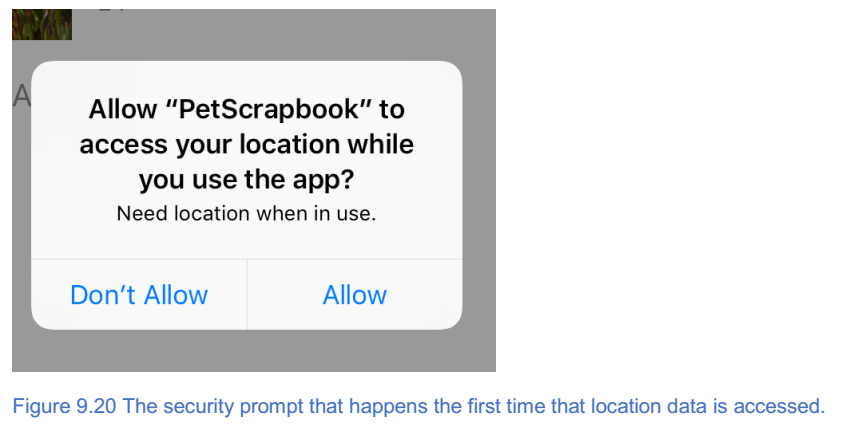 A
Allow “PetScrapbook” to
access your location while
you use the app?
Need location when in use.
Don’t Allow
Allow
Figure 9.20 The security prompt that happens the first time that location data is accessed.